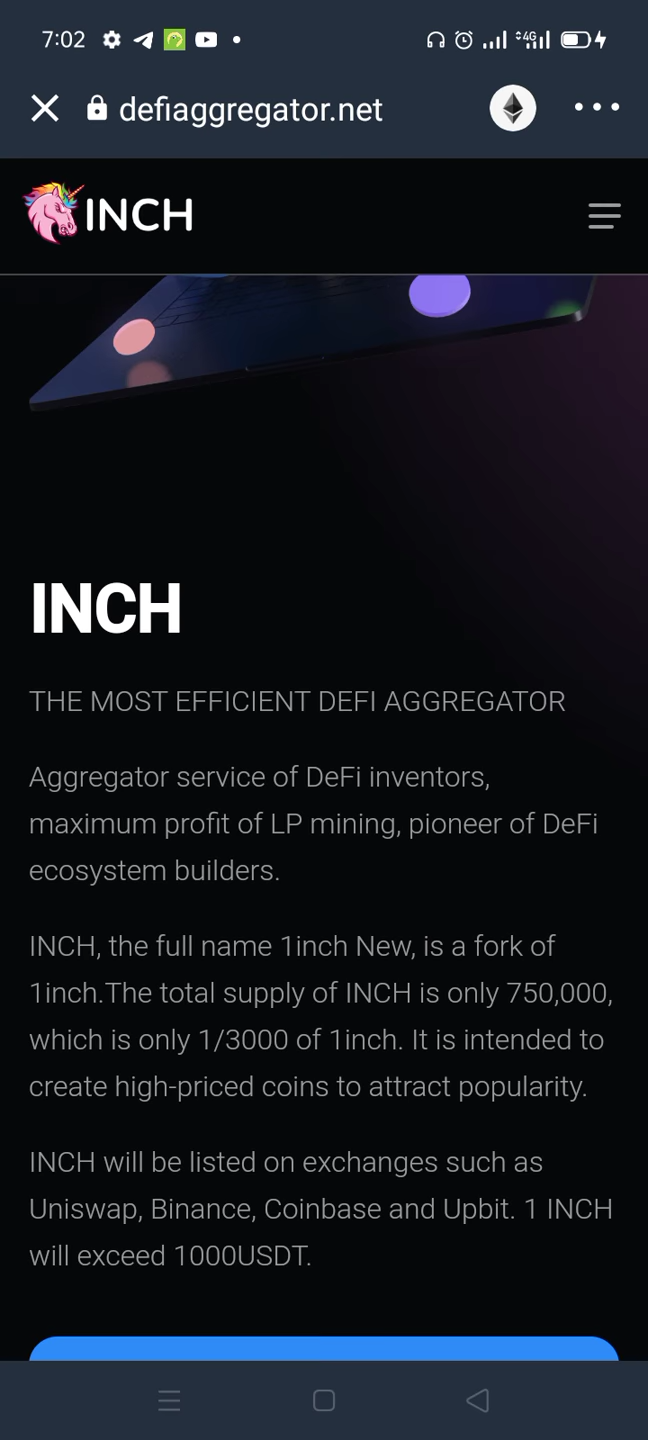 7:02
4G
defiaggregator.net
INCH
INCH
THE MOST EFFICIENT DEFI AGGREGATOR
Aggregator service of DeFi inventors,
maximum profit of LP mining, pioneer of DeFi
ecosystem builders.
INCH, the full name 1inch New, is a fork of
1inch.The total supply of INCH is only 750,000,
which is only 1/3000 of 1inch. It is intended to
create high-priced coins to attract popularity.
INCH will be listed on exchanges such as
Uniswap, Binance, Coinbase and Upbit. 1 INCH
will exceed 1000USDT.